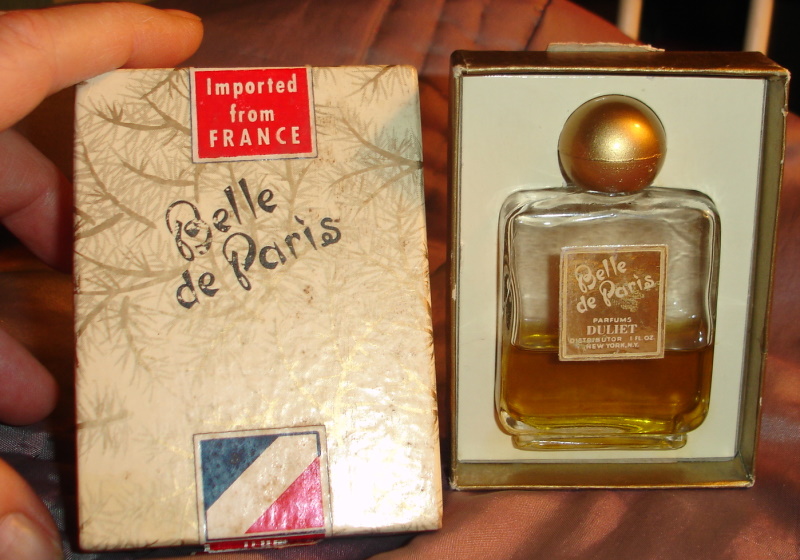 Imported
from
FRANCE
Belle
de Paris
Belle
de Paris
PARFUMS
DULIET
DISTRIBUTOR 1 FL. OZ.
NEW YORK, N.Y.